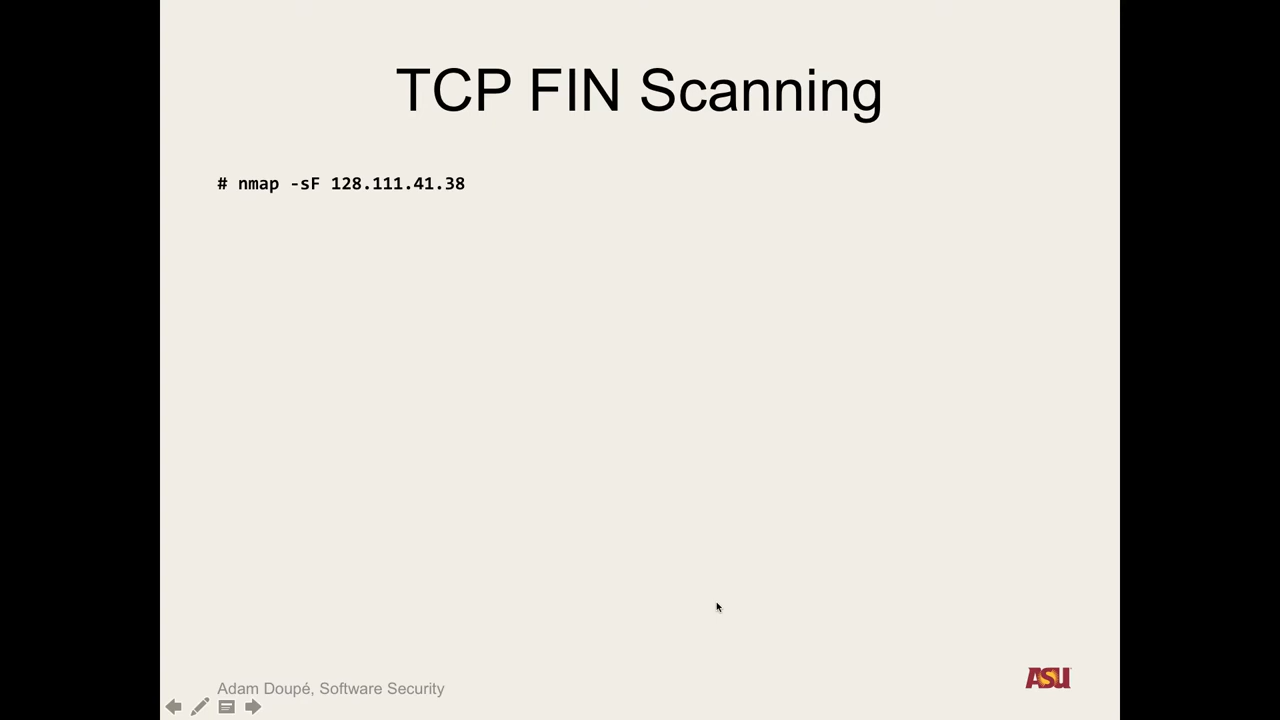 TCP FIN Scanning
# nmap -sF 128.111.41.38
Adam Doupé, Software Security
ASU